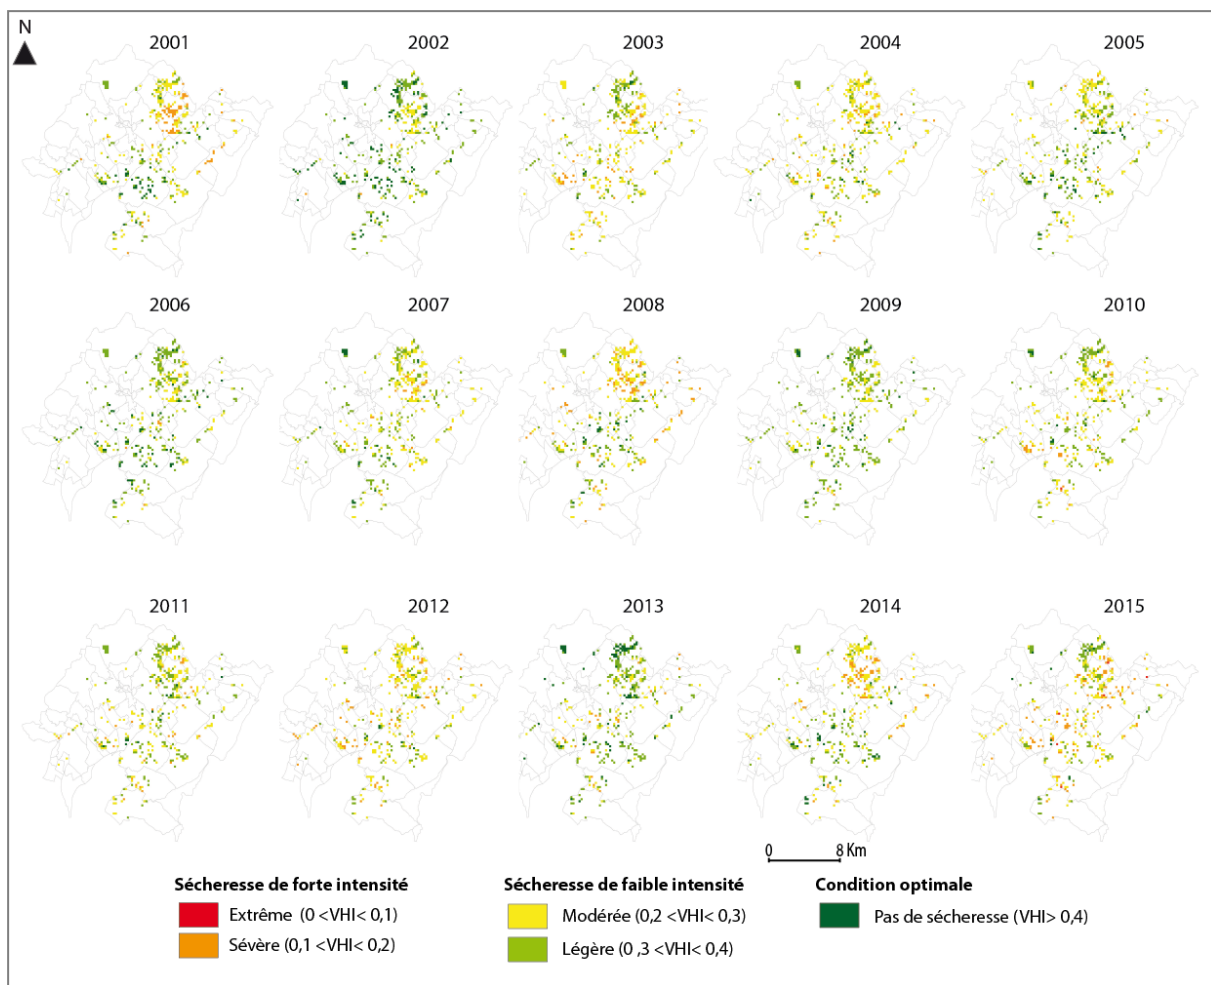 N
2001 2002 2003 2004 2005
2006 2007 2008 2009 2010
2011 2012 2013 2014 2015
0 8 Km
Sécheresse de forte intensité
Extrême (0 <VHI< 0,1)
Sévère (0,1 <VHI< 0,2)
Sécheresse de faible intensité
Modérée (0,2 <VHI< 0,3)
Légère (0 ,3 <VHI< 0,4)
Condition optimale
Pas de sécheresse (VHI> 0,4)